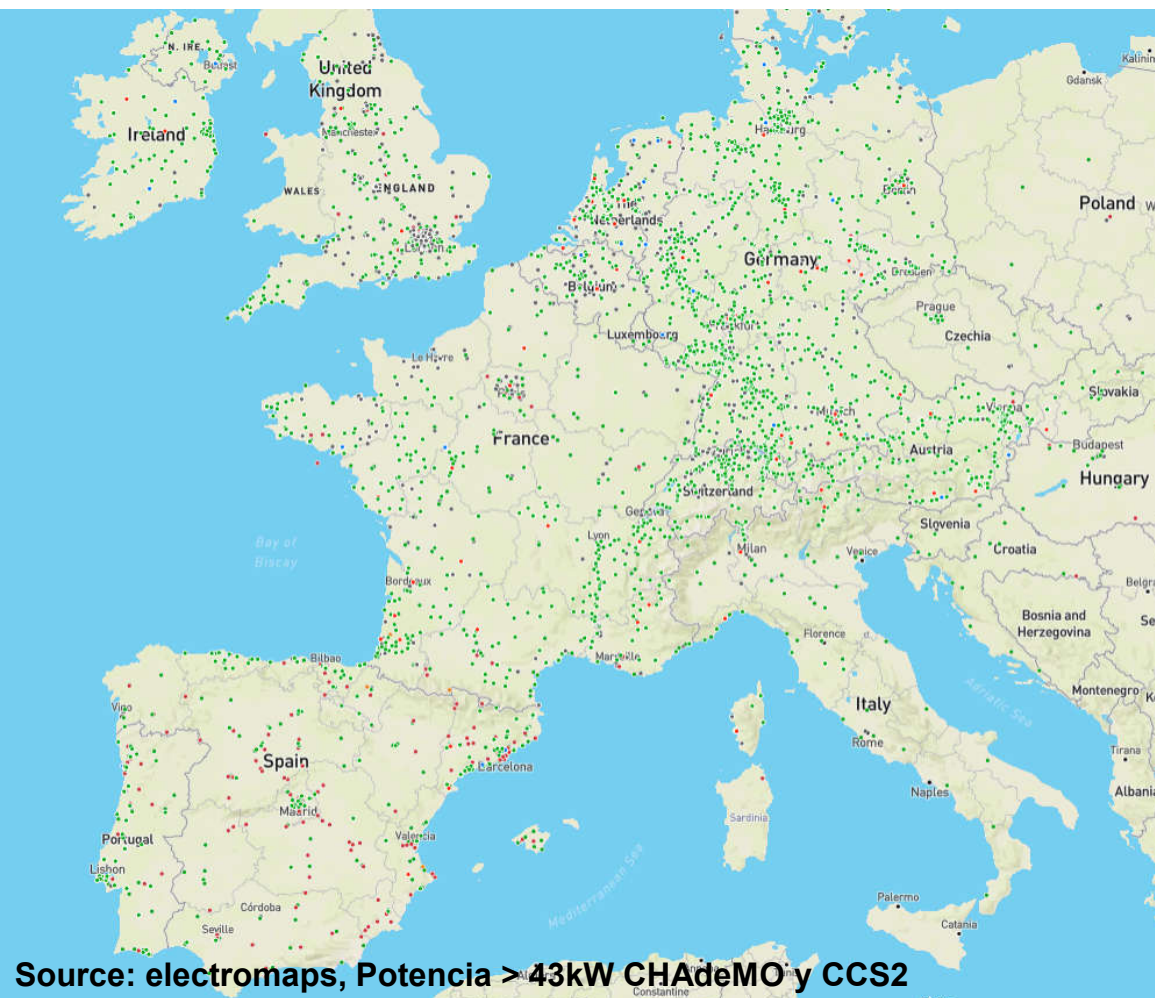 Kalinin
Gdansk
N. IRE.
Belfast
United
Kingdom
Ireland
Manchester
Hamburg
WALES
ENGLAND
Berlin
Poland
W
The
Netherlands
London
Germany
Dresden
Belgium
Prague
Frankfurt
Luxembourg
Czechia
Le Havre
Paris
Slovakia
Munich
Vienna
France
Austria
Budapest
Hungary
Zurich
Switzerland
Geneva
Slovenia
Bay of
Biscay
Lyon
Milan
Venice
Croatia
Bordeaux
Belgra
Bosnia and
Herzegovina
Se
Florence
Bilbao
Marseille
Montenegro
Adriatic Sea
Vigo
Italy
Rome
Spain
Barcelona
Tirana
Naples
Albania
Madrid
Sardinia
Portugal
Valencia
Lisbon
Mediterranean Sea
Córdoba
Palermo
Seville
Catania
Source: electromaps, Potencia > 43kW CHAdeMO y CCS2
Constantine